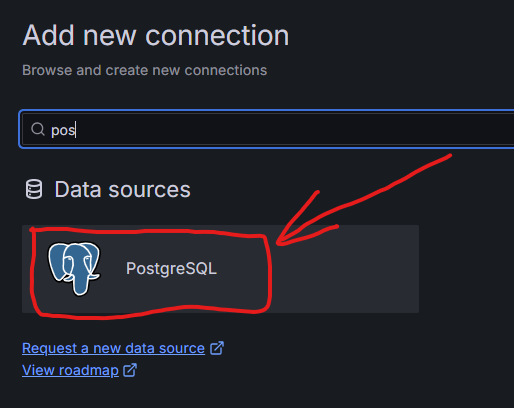 Add new connection
Browse and create new connections
pos
Data sources
PostgreSQL
Request a new data source
View roadmap